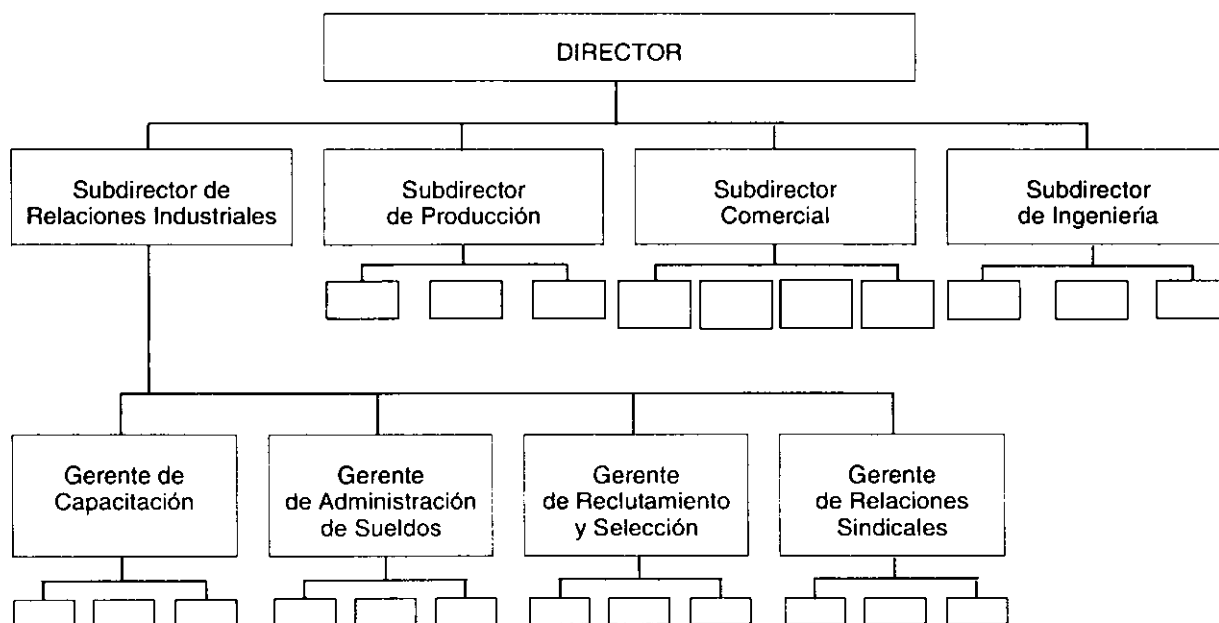 DIRECTOR
Subdirector de
Relaciones Industriales
Subdirector
de Producción
Subdirector
Comercial
Subdirector
de Ingeniería
Gerente de
Capacitación
Gerente
de Administración
de Sueldos
Gerente
de Reclutamiento
y Selección
Gerente
de Relaciones
Sindicales